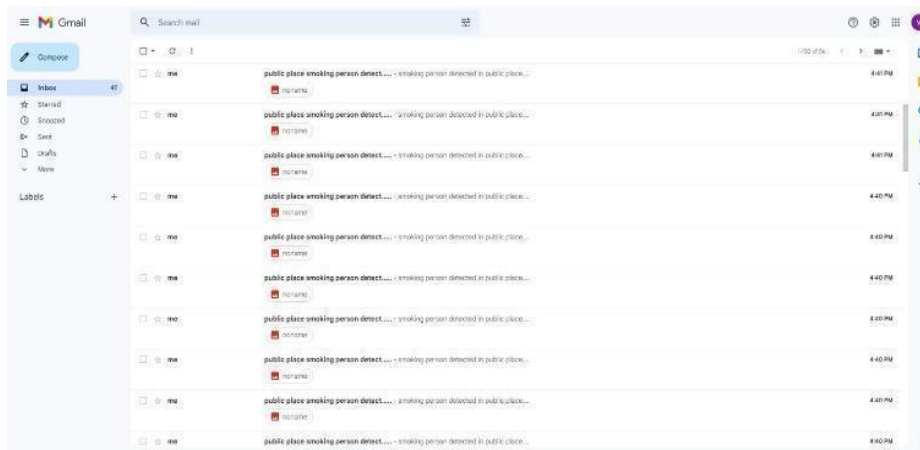 Gmail
Search mail
Compose
Inbox 47
Starred
Snoozed
Sent
Drafts
More
Labels +
me public place smoking person detect..... - smoking person detected in public place... 4:41 PM
noname
me public place smoking person detect..... - smoking person detected in public place... 4:41 PM
noname
me public place smoking person detect..... - smoking person detected in public place... 4:41 PM
noname
me public place smoking person detect..... - smoking person detected in public place... 4:40 PM
noname
me public place smoking person detect..... - smoking person detected in public place... 4:40 PM
noname
me public place smoking person detect..... - smoking person detected in public place... 4:40 PM
noname
me public place smoking person detect..... - smoking person detected in public place... 4:40 PM
noname
me public place smoking person detect..... - smoking person detected in public place... 4:40 PM
noname
me public place smoking person detect..... - smoking person detected in public place... 4:40 PM
noname
me public place smoking person detect..... - smoking person detected in public place... 4:40 PM